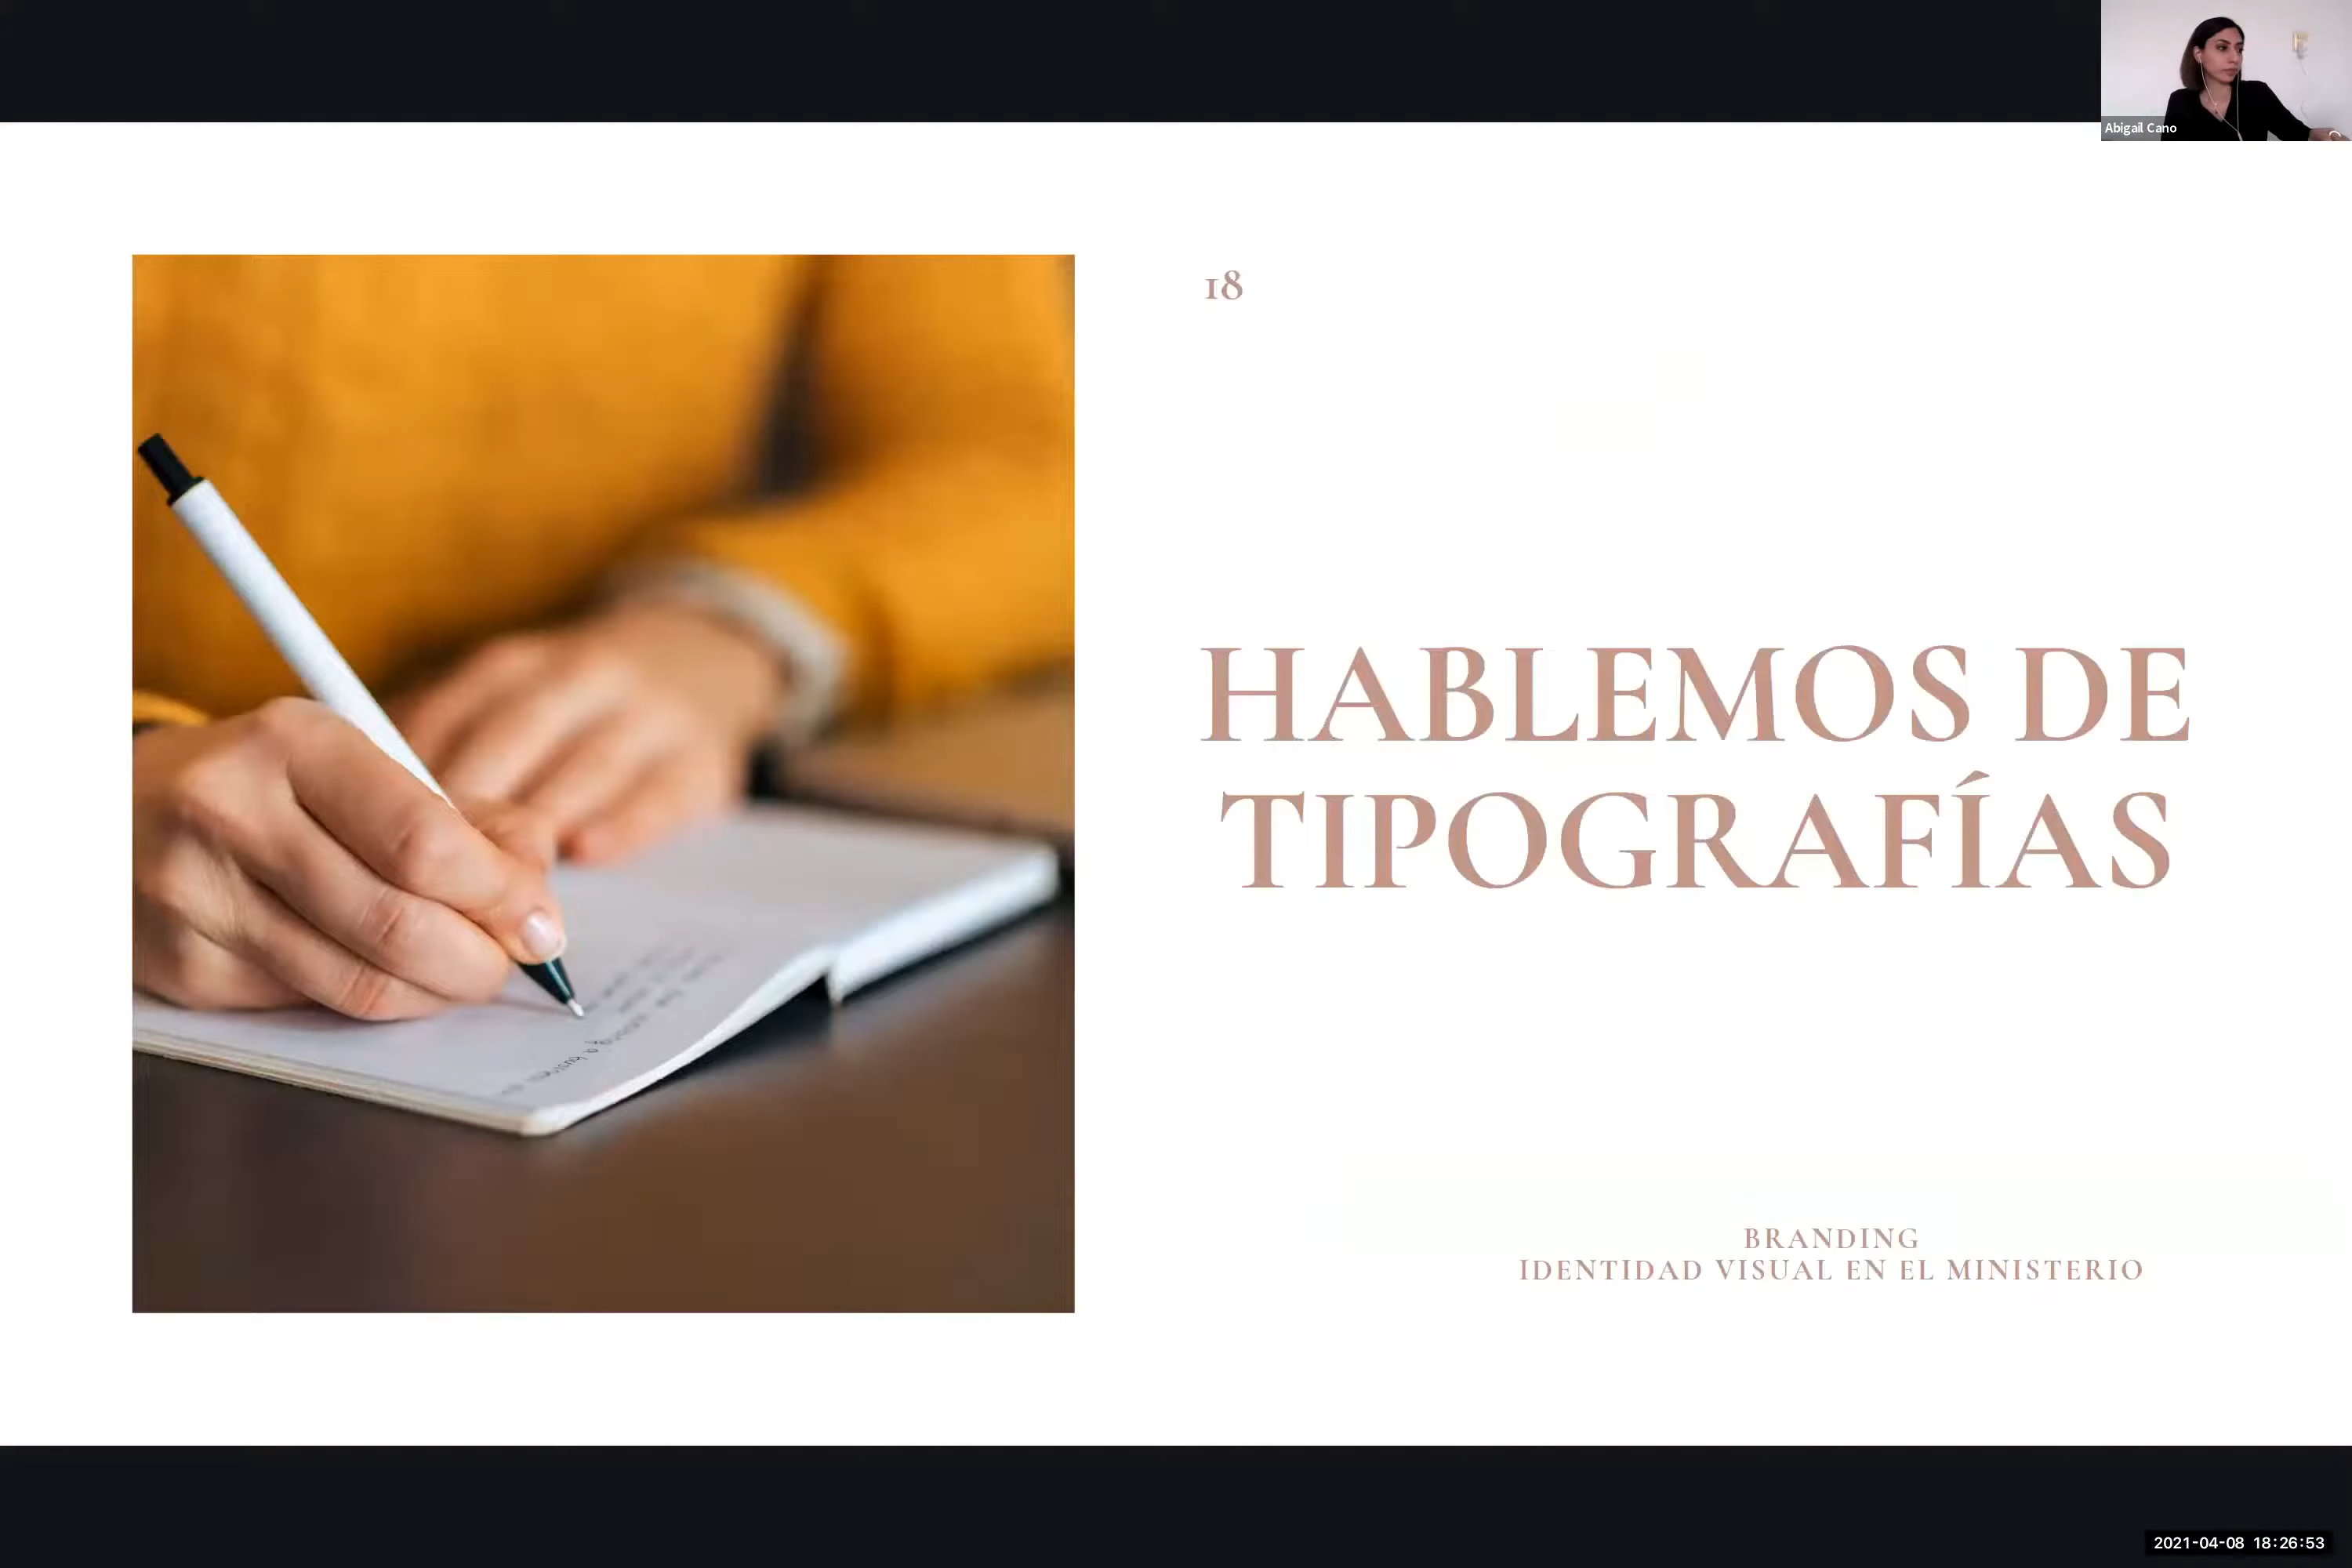 Abigail Cano
18
HABLEMOS DE
TIPOGRAFÍAS
BRANDING
IDENTIDAD VISUAL EN EL MINISTERIO
2021-04-08 18:26:53